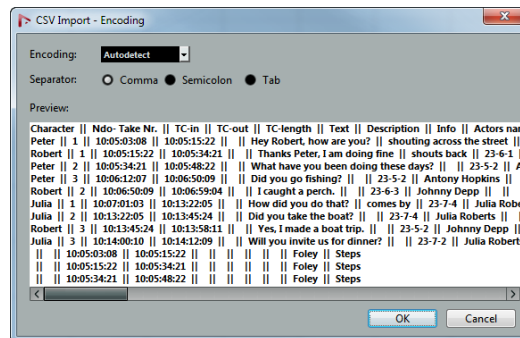 CSV Import - Encoding
Encoding: Autodetect
Separator: Comma Semicolon Tab
Preview:
Character || Ndo- Take Nr. || TC-in || TC-out || TC-length || Text || Description || Info || Actors nar
Peter || 1 || 10:05:03:08 || 10:05:15:22 || || Hey Robert, how are you? || shouting across the street ||
Robert || 1 || 10:05:15:22 || 10:05:34:21 || || Thanks Peter, I am doing fine || shouts back || 23-6-1 |
Peter || 2 || 10:05:34:21 || 10:05:48:22 || || What have you been doing these days? || || 23-5-2 || A
Peter || 3 || 10:06:12:07 || 10:06:50:09 || || Did you go fishing? || || 23-5-2 || Antony Hopkins ||
Robert || 2 || 10:06:50:09 || 10:06:59:04 || || I caught a perch. || || 23-6-3 || Johnny Depp || ||
Julia || 1 || 10:07:01:03 || 10:13:22:05 || || How did you do that? || comes by || 23-7-4 || Julia Robe
Julia || 2 || 10:13:22:05 || 10:13:45:24 || || Did you take the boat? || || 23-7-4 || Julia Roberts ||
Robert || 3 || 10:13:45:24 || 10:13:58:11 || || Yes, I made a boat trip. || || 23-5-2 || Johnny Depp ||
Julia || 3 || 10:14:00:10 || 10:14:12:09 || || Will you invite us for dinner? || || 23-7-2 || Julia Roberts
|| || 10:05:03:08 || 10:05:15:22 || || || || || || Foley || Steps
|| || 10:05:15:22 || 10:05:34:21 || || || || || || Foley || Steps
|| || 10:05:34:21 || 10:05:48:22 || || || || || || Foley || Steps
OK Cancel